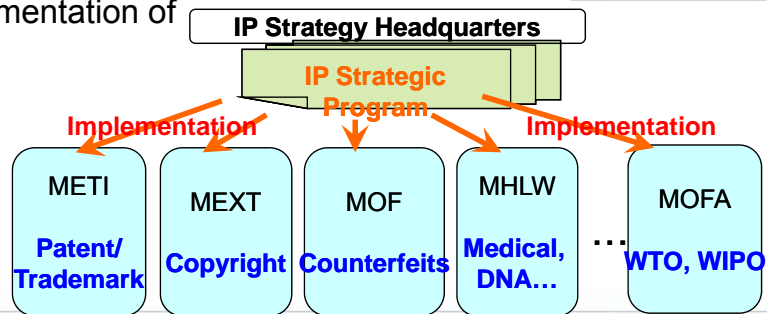 mentation of
IP Strategy Headquarters
IP Strategic
Program
Implementation
Implementation
METI
Patent/
Trademark
MEXT
Copyright
MOF
Counterfeits
MHLW
Medical,
DNA…
…
MOFA
WTO, WIPO